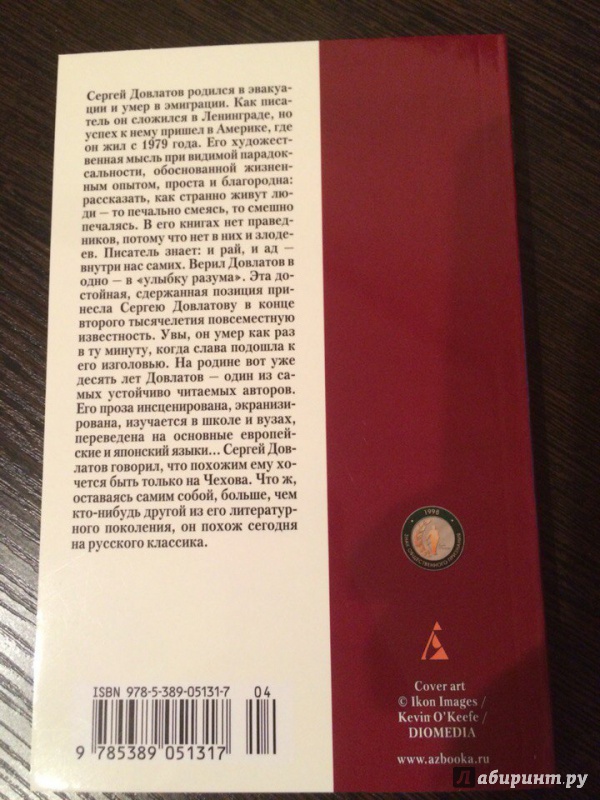 Сергей Довлатов родился в эвакуа-
ции и умер в эмиграции. Как писа-
тель он сложился в Ленинграде, но
успех к нему пришел в Америке, где
он жил с 1979 года. Его художест-
венная мысль при видимой парадок-
сальности, обоснованной жизнен-
ным опытом, проста и благородна:
рассказать, как странно живут лю-
ди — то печально смеясь, то смешно
печалясь. В его книгах нет правед-
ников, потому что нет в них и злоде-
ев. Писатель знает: и рай, и ад —
внутри нас самих. Верил Довлатов в
одно — в «улыбку разума». Эта до-
стойная, сдержанная позиция при-
несла Сергею Довлатову в конце
второго тысячелетия повсеместную
известность. Увы, он умер как раз
в ту минуту, когда слава подошла к
его изголовью. На родине вот уже
десять лет Довлатов — один из са-
мых устойчиво читаемых авторов.
Его проза инсценирована, экранизи-
рована, изучается в школе и вузах,
переведена на основные европей-
ские и японский языки... Сергей Дов-
латов говорил, что похожим ему хо-
чется быть только на Чехова. Что ж,
оставаясь самим собой, больше, чем
кто-нибудь другой из его литератур-
ного поколения, он похож сегодня
на русского классика.
1998
ЗНАК ОБЩЕСТВЕННОГО ПРИЗНАНИЯ
Cover art
© Ikon Images /
Kevin O'Keefe /
DIOMEDIA
www.azbooka.ru
ISBN 978-5-389-05131-7
04
9 785389 051317
лабиринт.ру